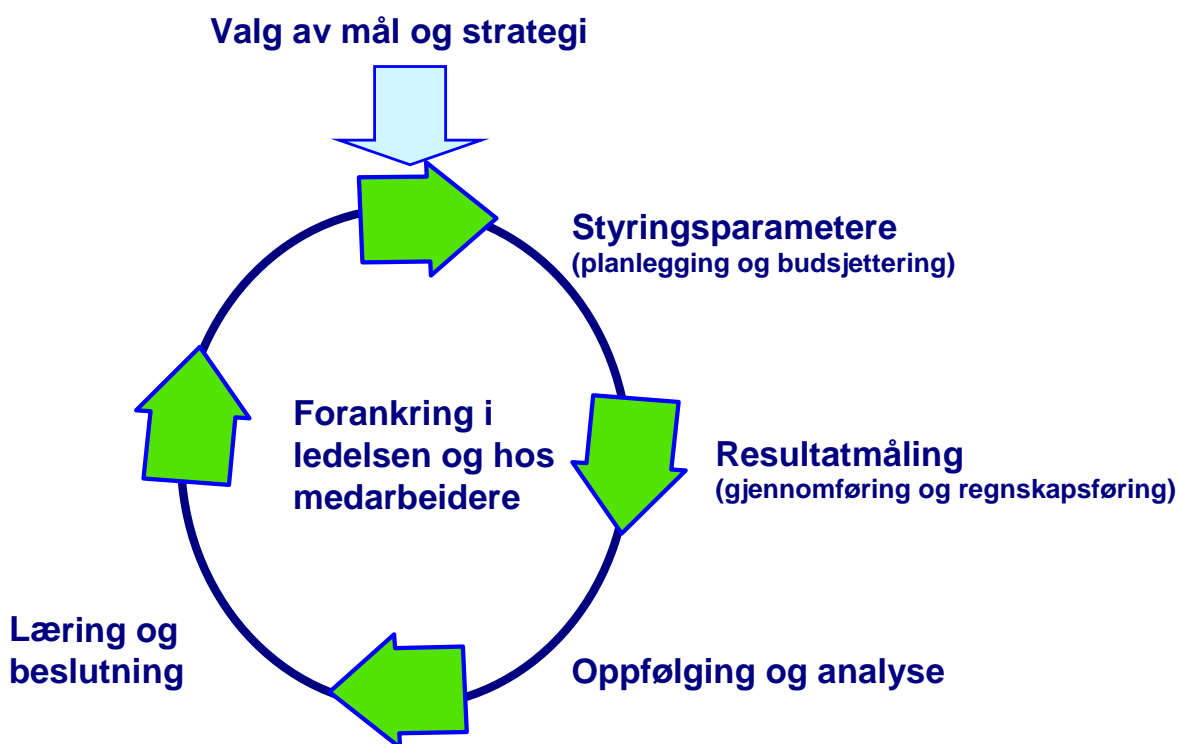 Valg av mål og strategi
Styringsparametere
(planlegging og budsjettering)
Forankring i
ledelsen og hos
medarbeidere
Resultatmåling
(gjennomføring og regnskapsføring)
Oppfølging og analyse
Læring og
beslutning